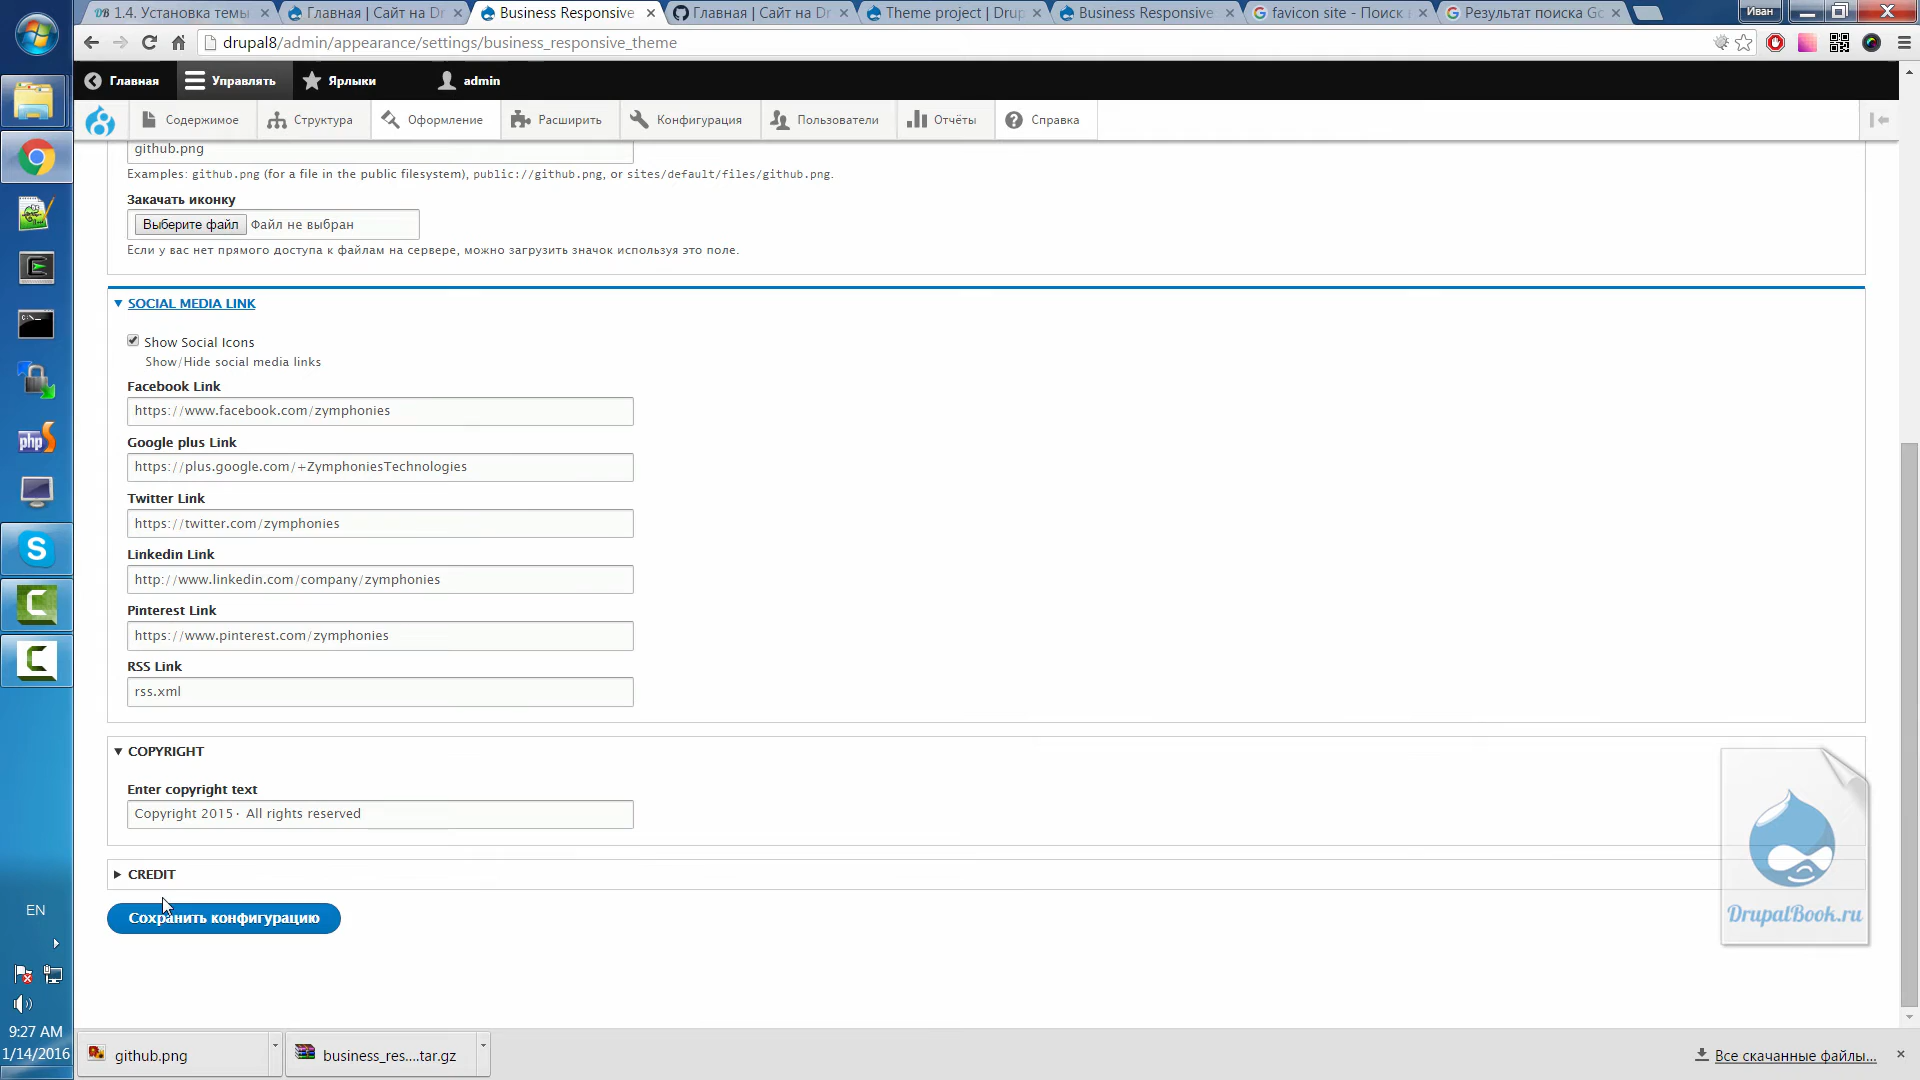 DB 1.4. Установка темы
Главная | Сайт на Dr
Business Responsive
Главная | Сайт на Dr
Theme project | Drup
Business Responsive
favicon site - Поиск
Результат поиска Go
Иван
drupal8/admin/appearance/settings/business_responsive_theme
Главная
Управлять
Ярлыки
admin
Содержимое
Структура
Оформление
Расширить
Конфигурация
Пользователи
Отчёты
Справка
github.png
Examples: github.png (for a file in the public filesystem), public://github.png, or sites/default/files/github.png.
Закачать иконку
Выберите файл Файл не выбран
Если у вас нет прямого доступа к файлам на сервере, можно загрузить значок используя это поле.
SOCIAL MEDIA LINK
Show Social Icons
Show/Hide social media links
Facebook Link
https://www.facebook.com/zymphonies
Google plus Link
https://plus.google.com/+ZymphoniesTechnologies
Twitter Link
https://twitter.com/zymphonies
Linkedin Link
http://www.linkedin.com/company/zymphonies
Pinterest Link
https://www.pinterest.com/zymphonies
RSS Link
rss.xml
COPYRIGHT
Enter copyright text
Copyright 2015· All rights reserved
CREDIT
Сохранить конфигурацию
DrupalBook.ru
php
EN
9:27 AM
1/14/2016
github.png
business_res....tar.gz
Все скачанные файлы...